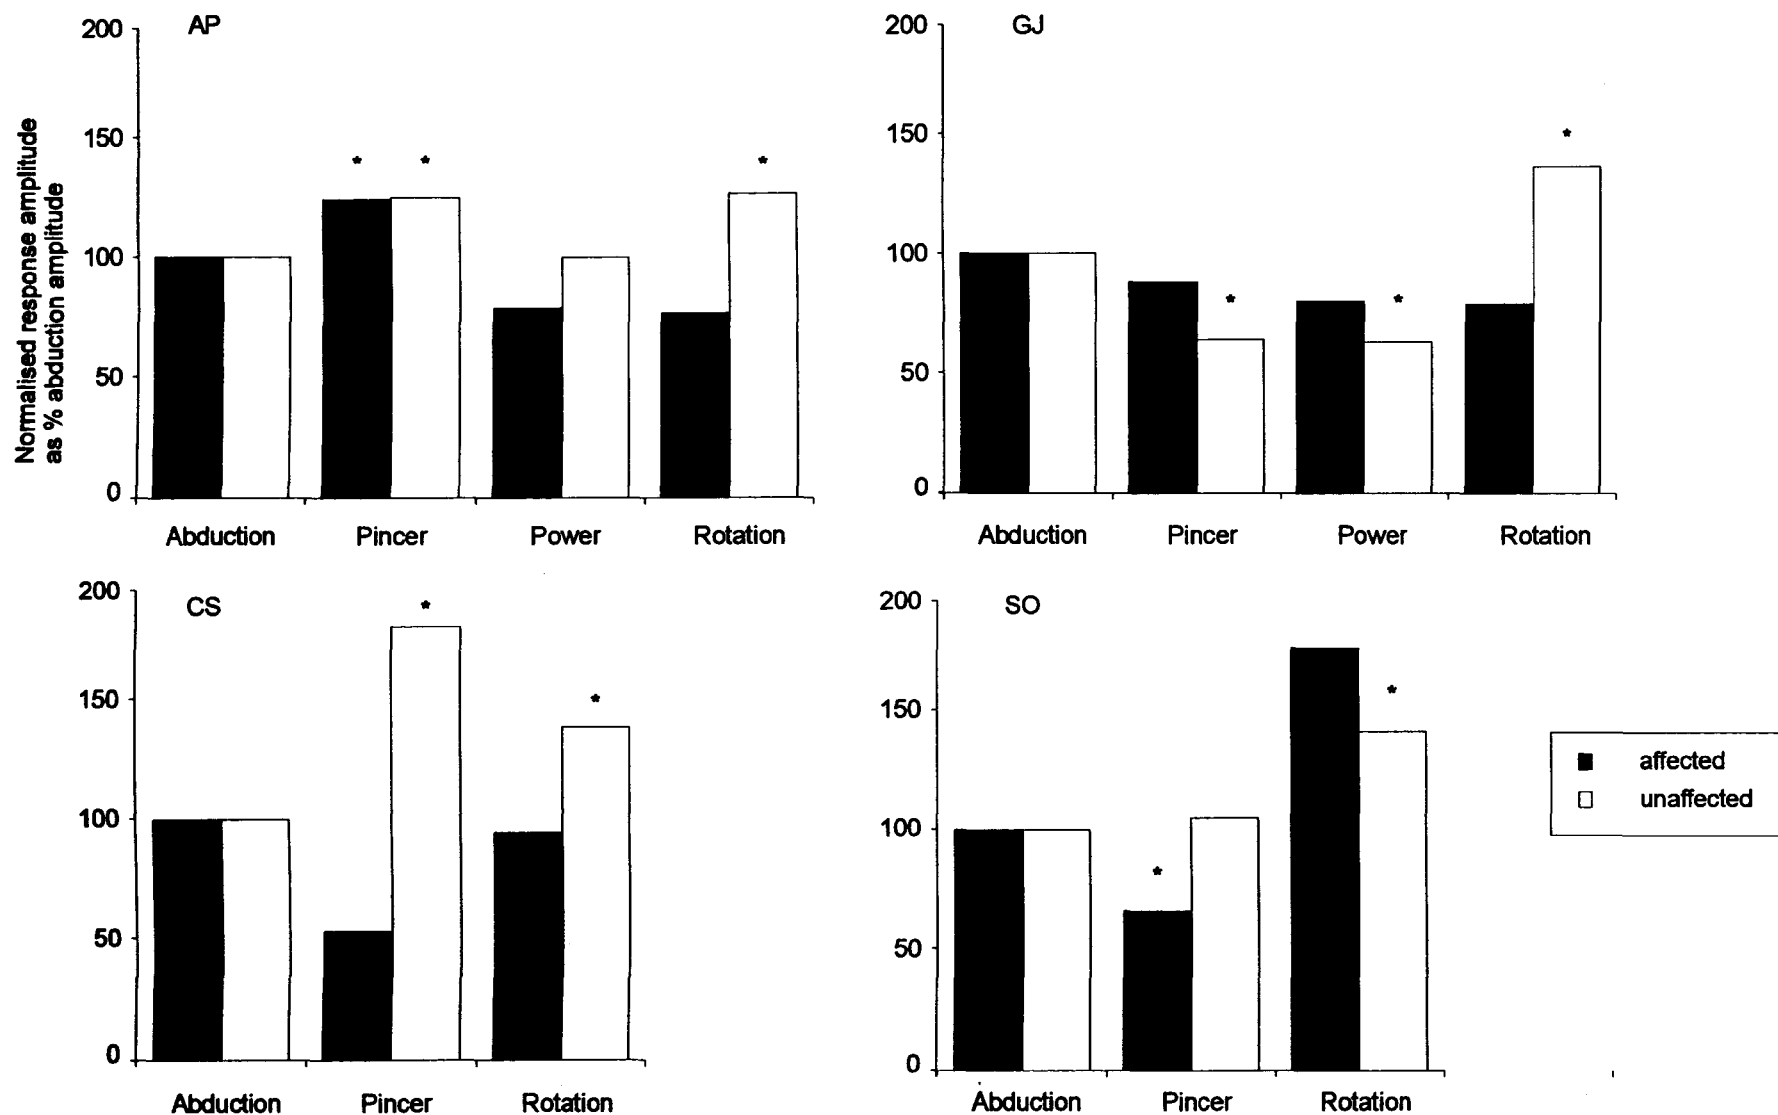 Normalised response amplitude
as % abduction amplitude
AP
200
150
*
*
*
100
50
0
Abduction Pincer Power Rotation
GJ
200
150
*
*
*
100
50
0
Abduction Pincer Power Rotation
CS
200
*
150
*
100
50
0
Abduction Pincer Rotation
SO
200
150
*
100
*
50
0
Abduction Pincer Rotation
affected
unaffected